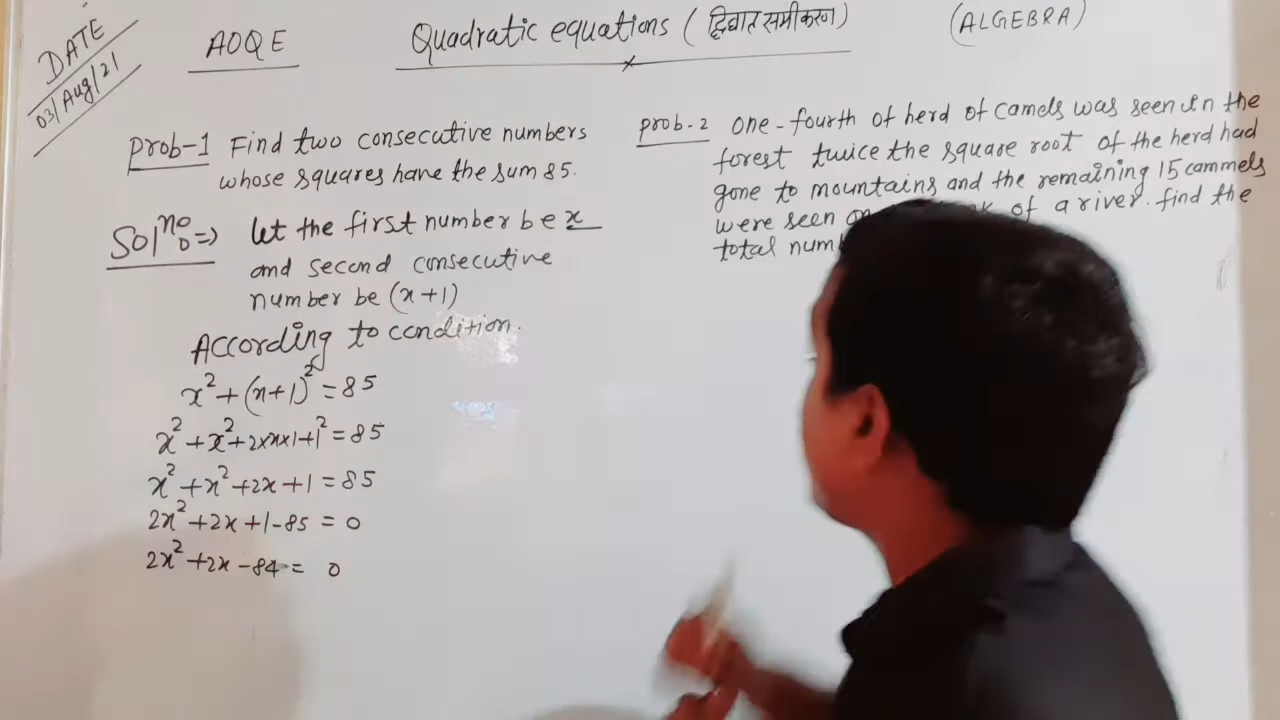 DATE
03/Aug/21
AOQE
Quadratic equations (द्विघात समीकरण)
(ALGEBRA)
Prob-1 Find two consecutive numbers
whose squares have the sum 85.
Solno => let the first number be x
and second consecutive
number be (x+1)
According to condition.
x² + (x+1)² = 85
x² + x² + 2×x×1 + 1² = 85
x² + x² + 2x + 1 = 85
2x² + 2x + 1 - 85 = 0
2x² + 2x - 84 = 0
Prob-2 One-fourth of herd of camels was seen in the
forest twice the square root of the herd had
gone to mountains and the remaining 15 cammels
were seen on of a river. find the
total